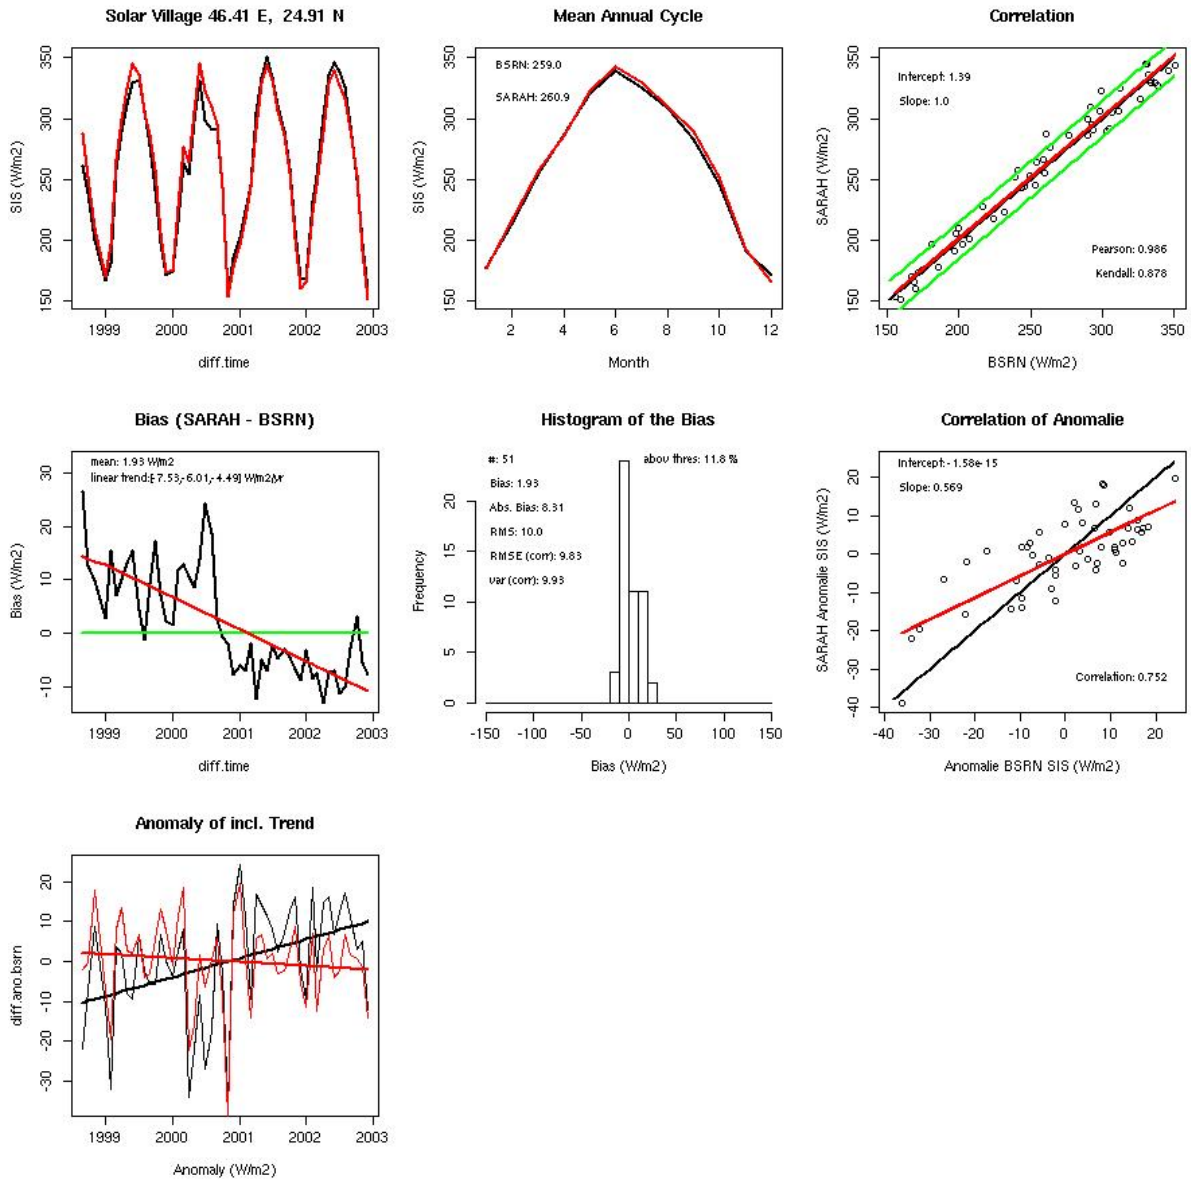 Solar Village 46.41 E, 24.91 N
SIS (W/m2)
350
300
250
200
150
1999
2000
2001
2002
2003
diff.time
Mean Annual Cycle
BSRN: 259.0
SARAH: 260.9
SIS (W/m2)
350
300
250
200
150
2
4
6
8
10
12
Month
Correlation
Intercept: 1.39
Slope: 1.0
Pearson: 0.986
Kendall: 0.878
SARAH (W/m2)
350
300
250
200
150
150
200
250
300
350
BSRN (W/m2)
Bias (SARAH - BSRN)
mean: 1.93 W/m2
linear trend:[-7.53,-6.01,-4.49] W/m2/yr
Bias (W/m2)
30
20
10
0
-10
1999
2000
2001
2002
2003
diff.time
Histogram of the Bias
#: 51
abov thres: 11.8 %
Bias: 1.93
Abs. Bias: 8.31
RMS: 10.0
RMSE (corr): 9.83
var (corr): 9.93
Frequency
20
15
10
5
0
-150
-100
-50
0
50
100
150
Bias (W/m2)
Correlation of Anomalie
Intercept:-1.58e-15
Slope: 0.569
Correlation: 0.752
SARAH Anomalie SIS (W/m2)
20
10
0
-10
-20
-30
-40
-40
-30
-20
-10
0
10
20
Anomalie BSRN SIS (W/m2)
Anomaly of incl. Trend
diff.ano.bsrn
20
10
0
-10
-20
-30
1999
2000
2001
2002
2003
Anomaly (W/m2)